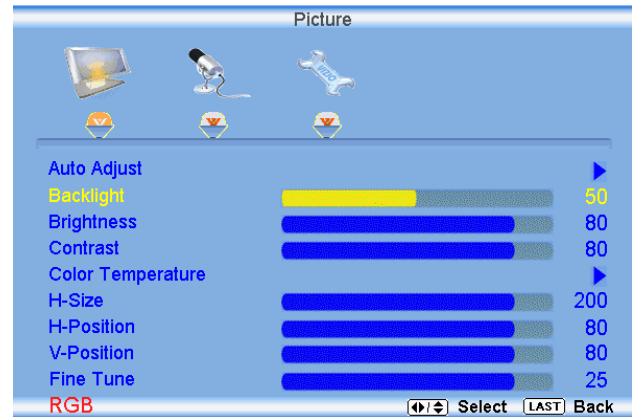 Picture
VIZIO
Auto Adjust
Backlight 50
Brightness 80
Contrast 80
Color Temperature
H-Size 200
H-Position 80
V-Position 80
Fine Tune 25
RGB Select LAST Back